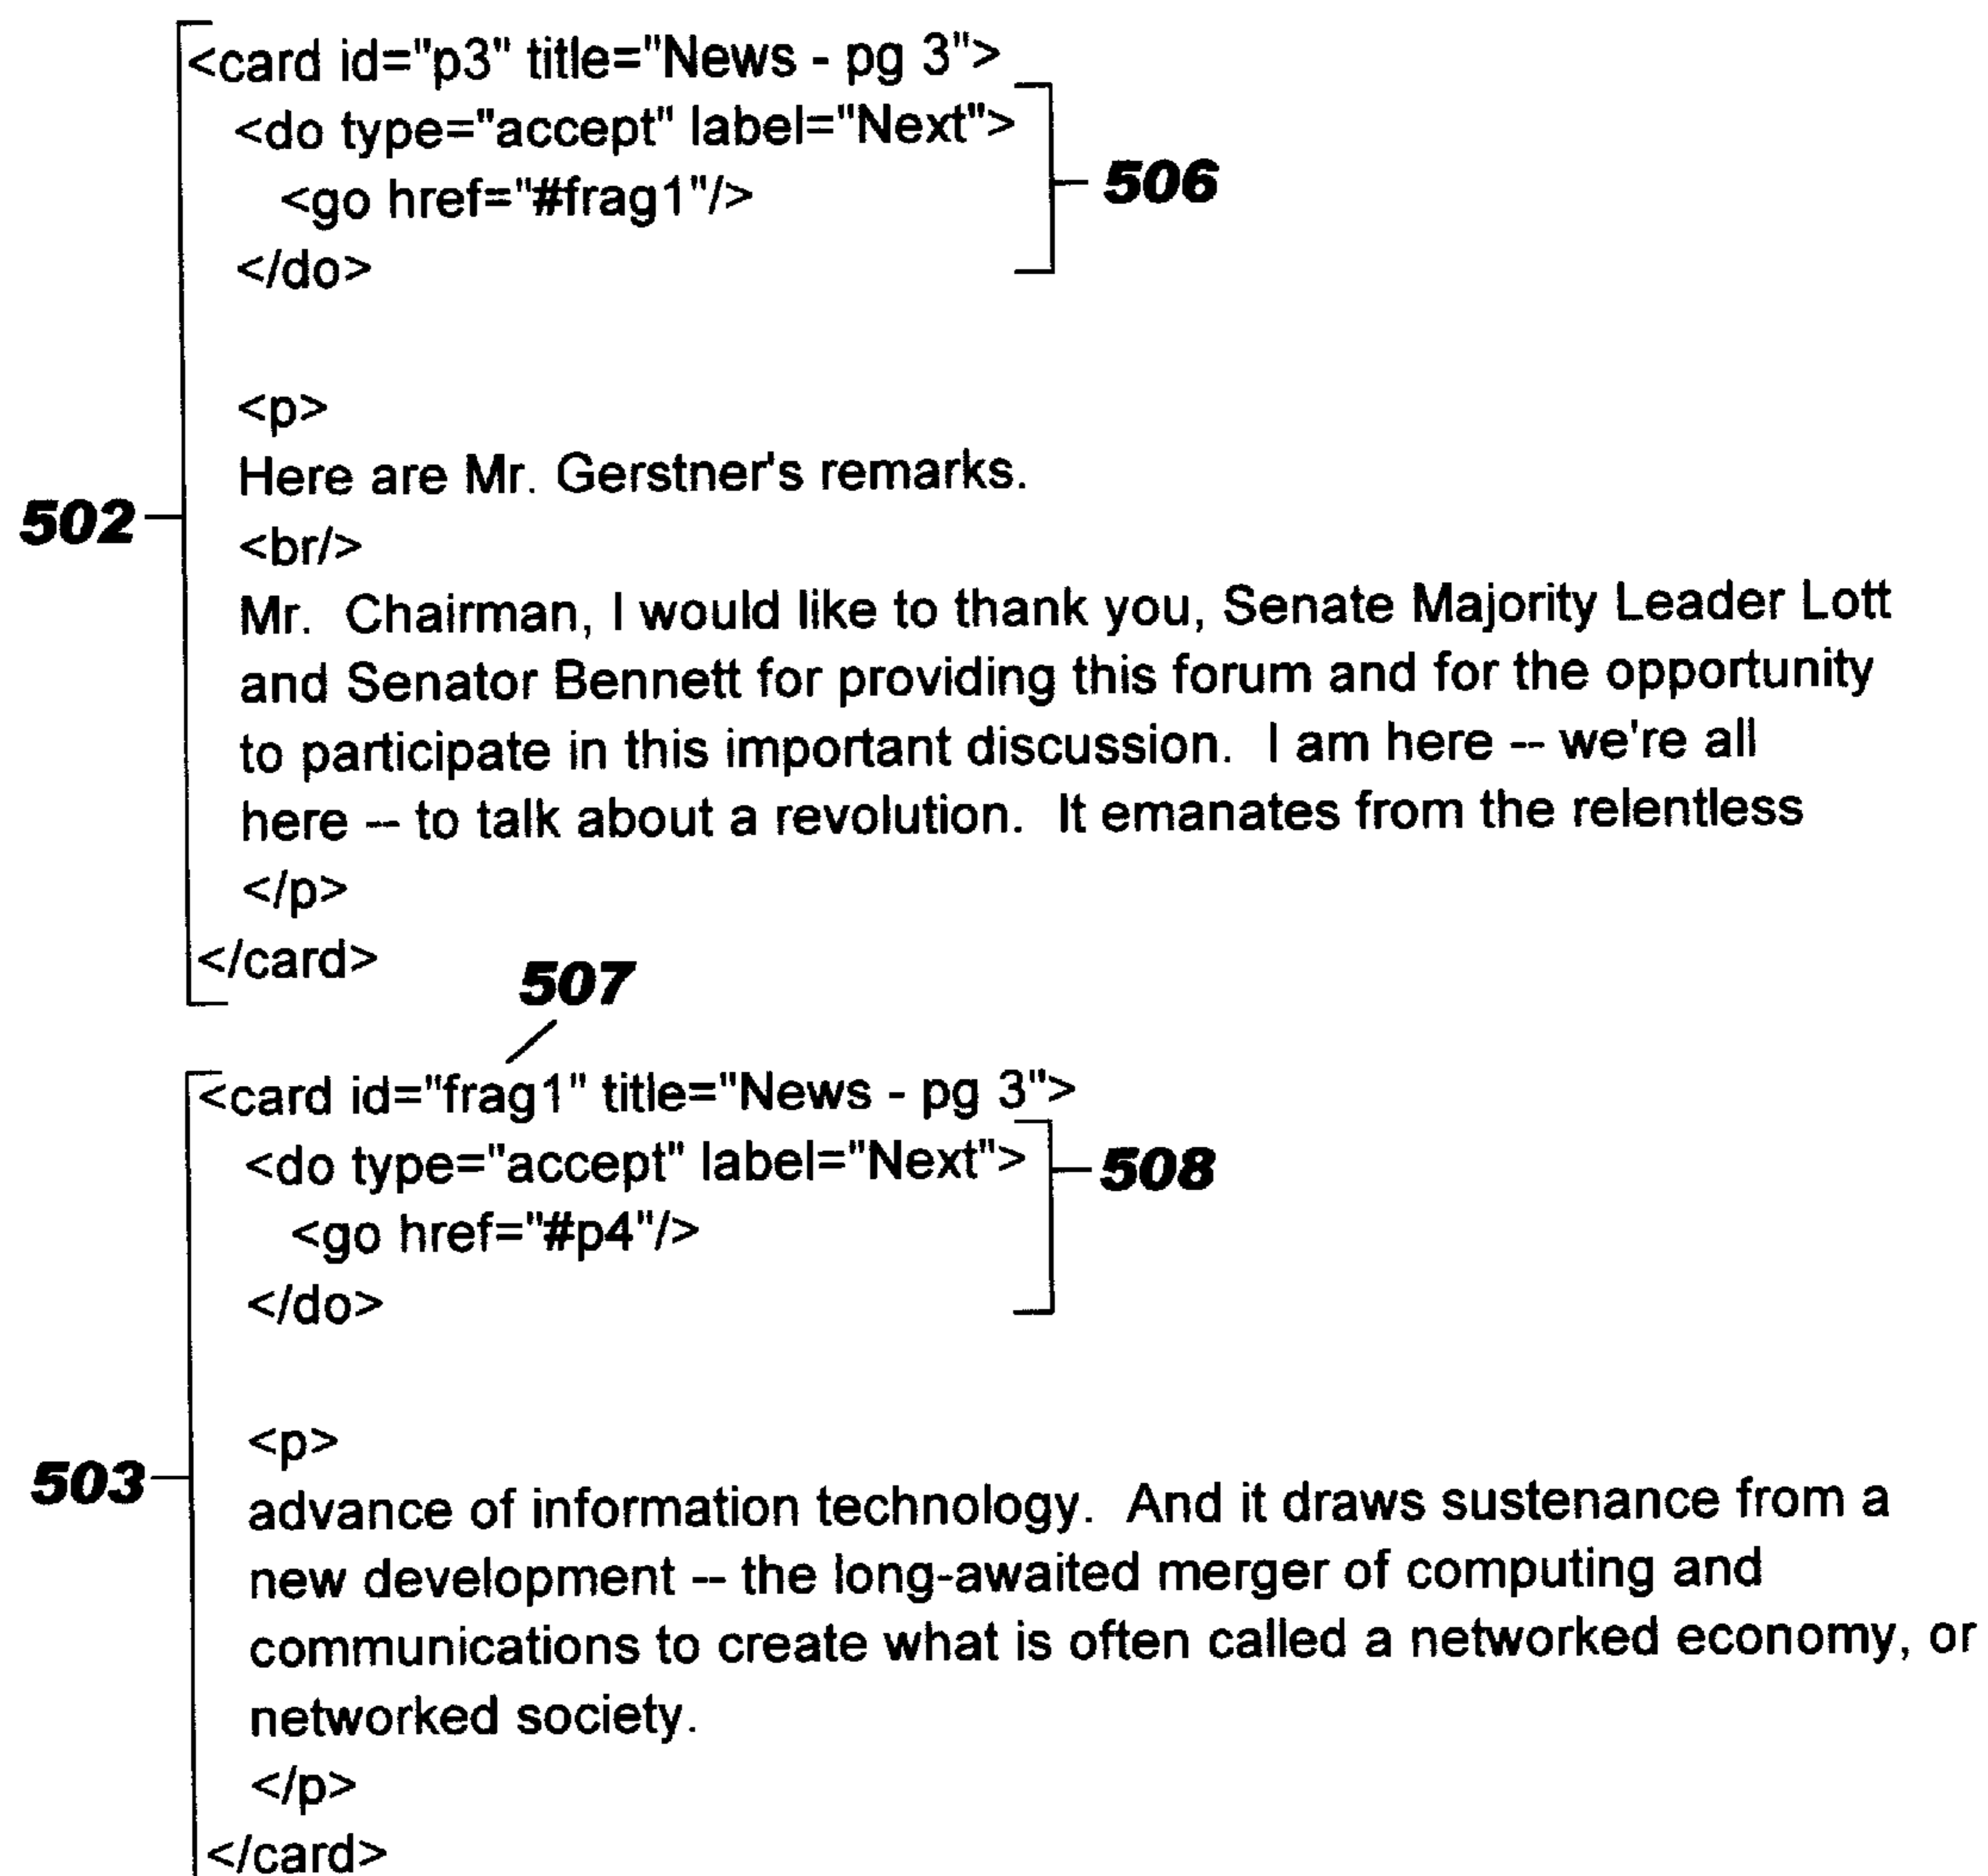 <card id="p3" title="News - pg 3">
<do type="accept" label="Next">
506
<go href="#frag1"/>
</do>
<p>
Here are Mr. Gerstner's remarks.
502
<br/>
Mr. Chairman, I would like to thank you, Senate Majority Leader Lott
and Senator Bennett for providing this forum and for the opportunity
to participate in this important discussion. I am here -- we're all
here -- to talk about a revolution. It emanates from the relentless
</p>
</card>
507
<card id="frag1" title="News - pg 3">
<do type="accept" label="Next">
508
<go href="#p4"/>
</do>
<p>
503
advance of information technology. And it draws sustenance from a
new development -- the long-awaited merger of computing and
communications to create what is often called a networked economy, or
networked society.
</p>
</card>